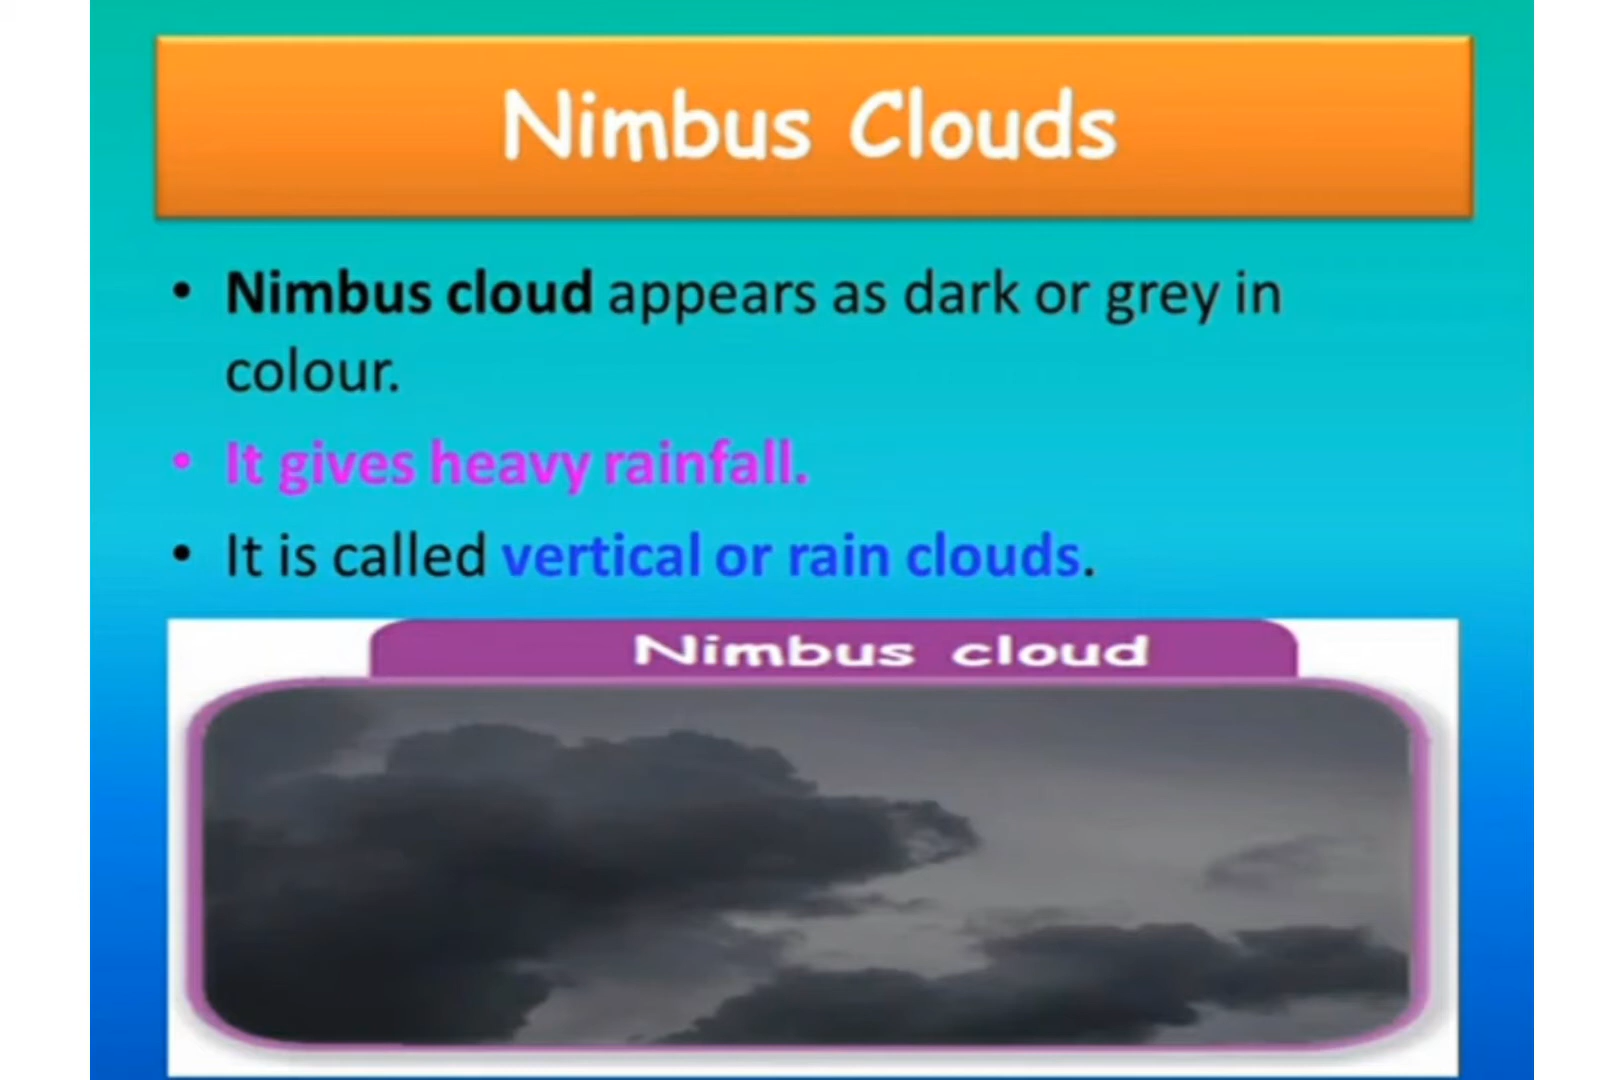 Nimbus Clouds
• Nimbus cloud appears as dark or grey in
colour.
• It gives heavy rainfall.
• It is called vertical or rain clouds.
Nimbus cloud